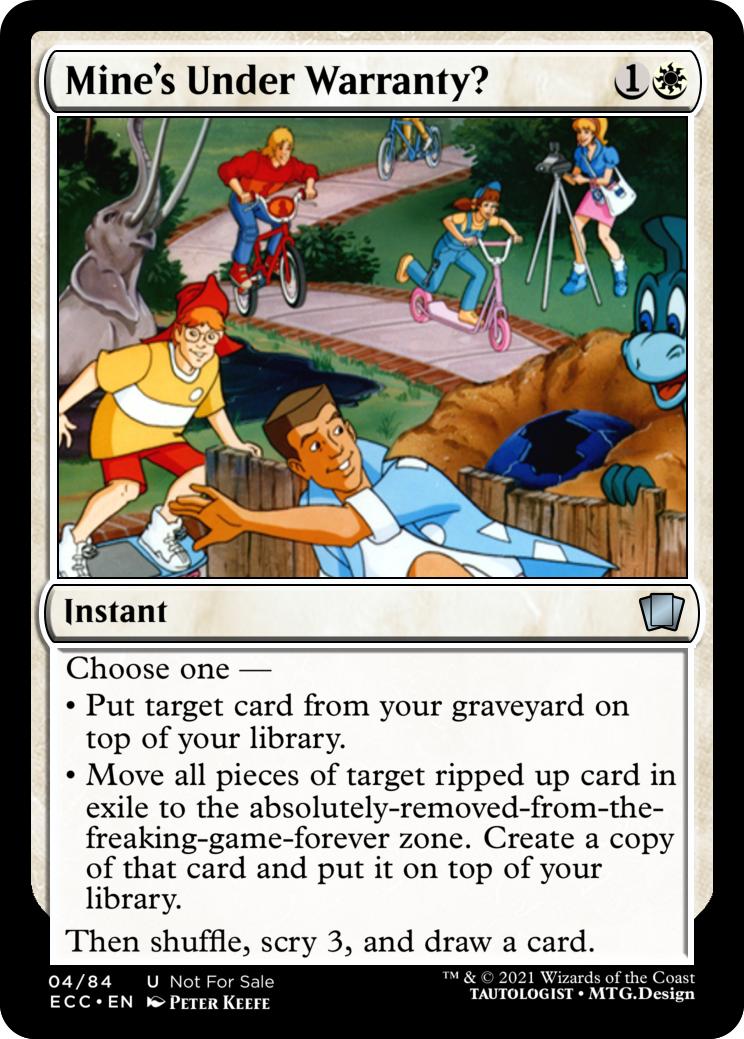 Mine's Under Warranty?
1
Instant
Choose one —
• Put target card from your graveyard on
top of your library.
• Move all pieces of target ripped up card in
exile to the absolutely-removed-from-the-
freaking-game-forever zone. Create a copy
of that card and put it on top of your
library.
Then shuffle, scry 3, and draw a card.
04/84 U Not For Sale
ECC • EN PETER KEEFE
™ & © 2021 Wizards of the Coast
TAUTOLOGIST • MTG.Design